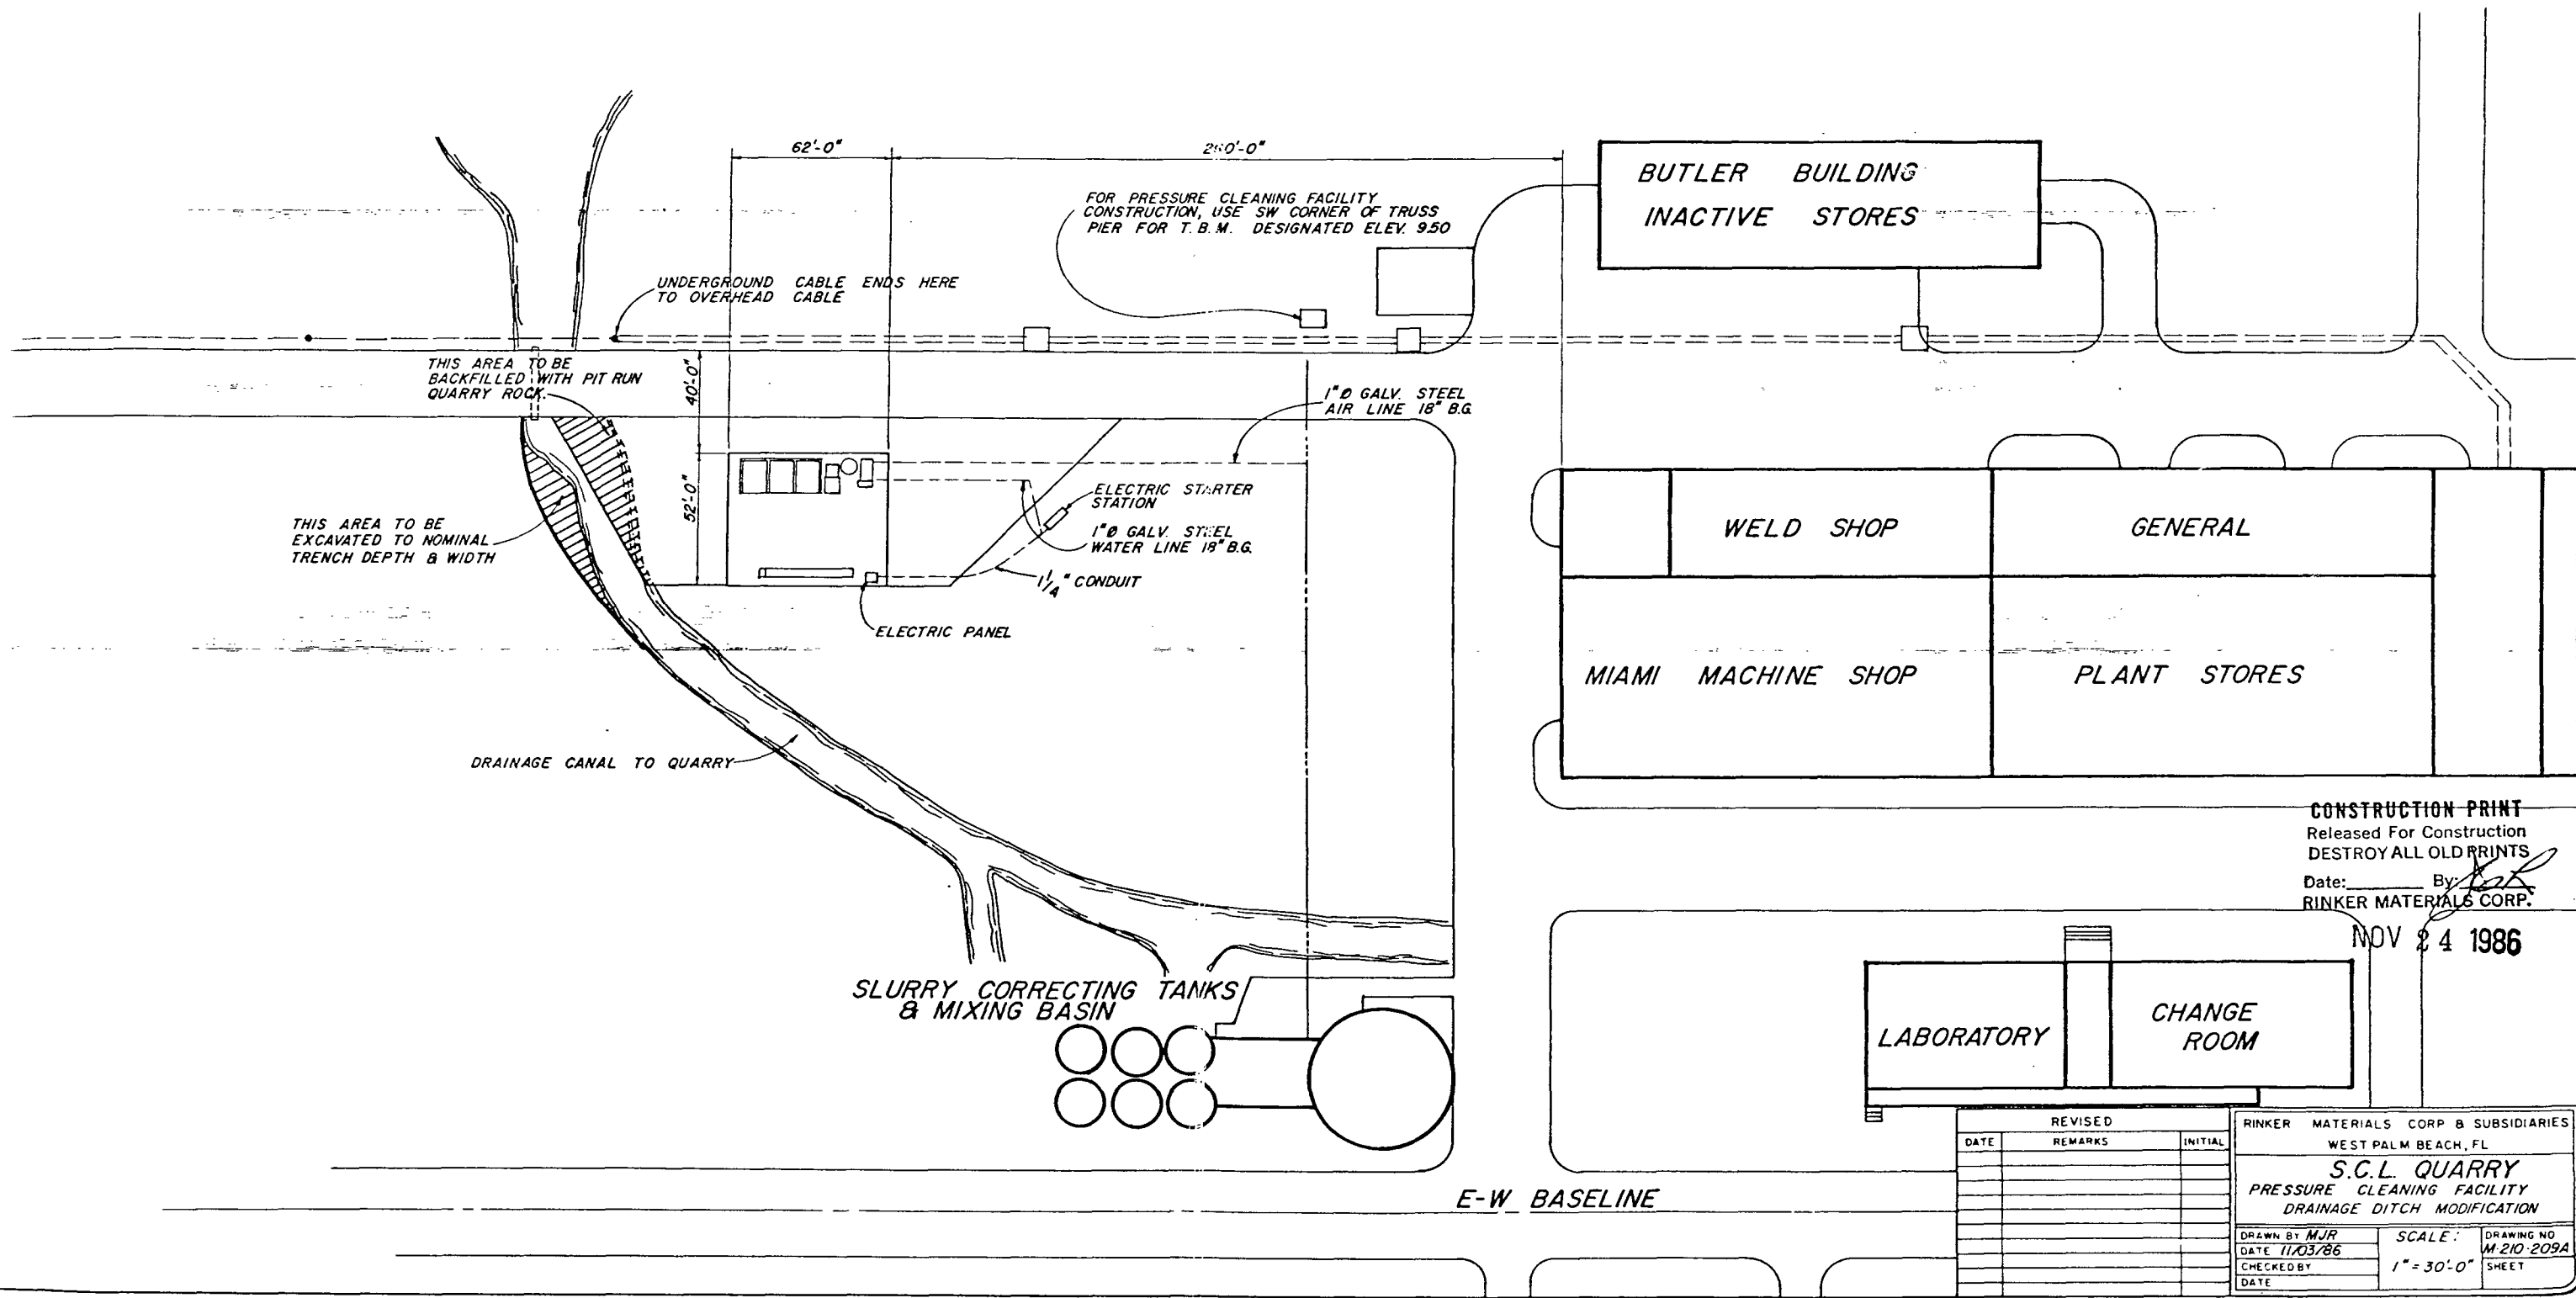 62'-0"
FOR PRESSURE CLEANING FACILITY
CONSTRUCTION, USE SW CORNER OF TRUSS
PIER FOR T.B.M. DESIGNATED ELEV. 9.50
BUTLER BUILDING
INACTIVE STORES
UNDERGROUND CABLE ENDS HERE
TO OVERHEAD CABLE
THIS AREA TO BE
BACKFILLED WITH PIT RUN
QUARRY ROCK.
40'-0"
52'-0"
1"Ø GALV. STEEL
AIR LINE 18" B.G.
ELECTRIC STARTER
STATION
1"Ø GALV. STEEL
WATER LINE 18" B.G.
1 1/4" CONDUIT
ELECTRIC PANEL
THIS AREA TO BE
EXCAVATED TO NOMINAL
TRENCH DEPTH & WIDTH
WELD SHOP
GENERAL
MIAMI MACHINE SHOP
PLANT STORES
DRAINAGE CANAL TO QUARRY
SLURRY CORRECTING TANKS
& MIXING BASIN
CONSTRUCTION PRINT
Released For Construction
DESTROY ALL OLD PRINTS
Date: By:
RINKER MATERIALS CORP.
NOV 24 1986
LABORATORY
CHANGE
ROOM
E-W BASELINE
REVISED
DATE REMARKS INITIAL
RINKER MATERIALS CORP & SUBSIDIARIES
WEST PALM BEACH, FL
S.C.L. QUARRY
PRESSURE CLEANING FACILITY
DRAINAGE DITCH MODIFICATION
DRAWN BY MJR
DATE 11/03/86
CHECKED BY
DATE
SCALE:
1" = 30'-0"
DRAWING NO
M-210-209A
SHEET